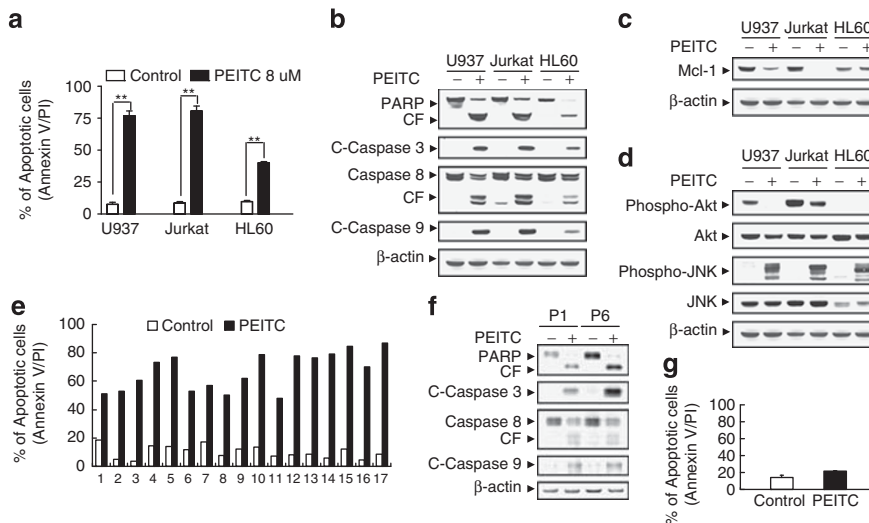 a
Control PEITC 8 uM
% of Apoptotic cells
(Annexin V/PI)
100
75
50
25
0
** ** **
U937 Jurkat HL60
b
U937 Jurkat HL60
PEITC − + − + − +
PARP
CF
C-Caspase 3
Caspase 8
CF
C-Caspase 9
β-actin
c
U937 Jurkat HL60
PEITC − + − + − +
Mcl-1
β-actin
d
U937 Jurkat HL60
PEITC − + − + − +
Phospho-Akt
Akt
Phospho-JNK
JNK
β-actin
e
Control PEITC
% of Apoptotic cells
(Annexin V/PI)
100
80
60
40
20
0
1 2 3 4 5 6 7 8 9 10 11 12 13 14 15 16 17
f
P1 P6
PEITC − + − +
PARP
CF
C-Caspase 3
Caspase 8
CF
C-Caspase 9
β-actin
g
% of Apoptotic cells
(Annexin V/PI)
100
80
60
40
20
0
Control PEITC